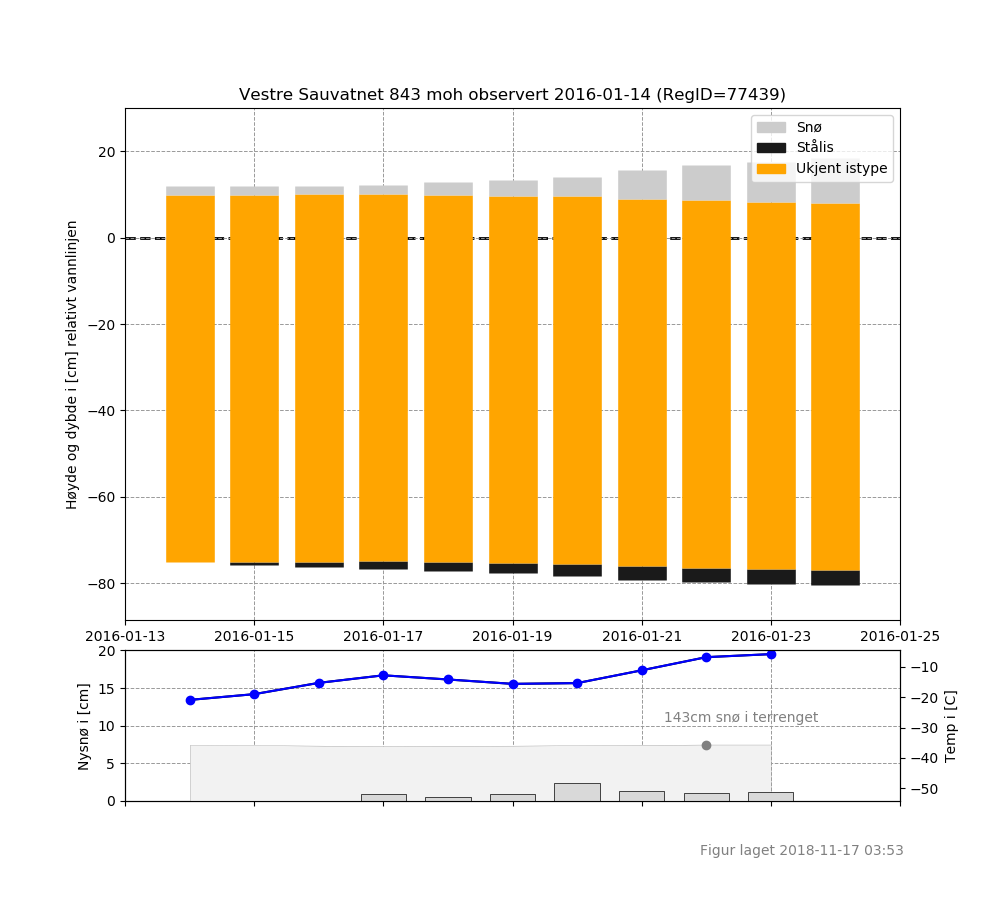 Vestre Sauvatnet 843 moh observert 2016-01-14 (RegID=77439)
Snø
Stålis
Ukjent istype
Høyde og dybde i [cm] relativt vannlinjen
20
0
−20
−40
−60
−80
2016-01-13 2016-01-15 2016-01-17 2016-01-19 2016-01-21 2016-01-23 2016-01-25
Nysnø i [cm]
20
15
10
5
0
143cm snø i terrenget
−10
−20
−30
−40
−50
Temp i [C]
Figur laget 2018-11-17 03:53